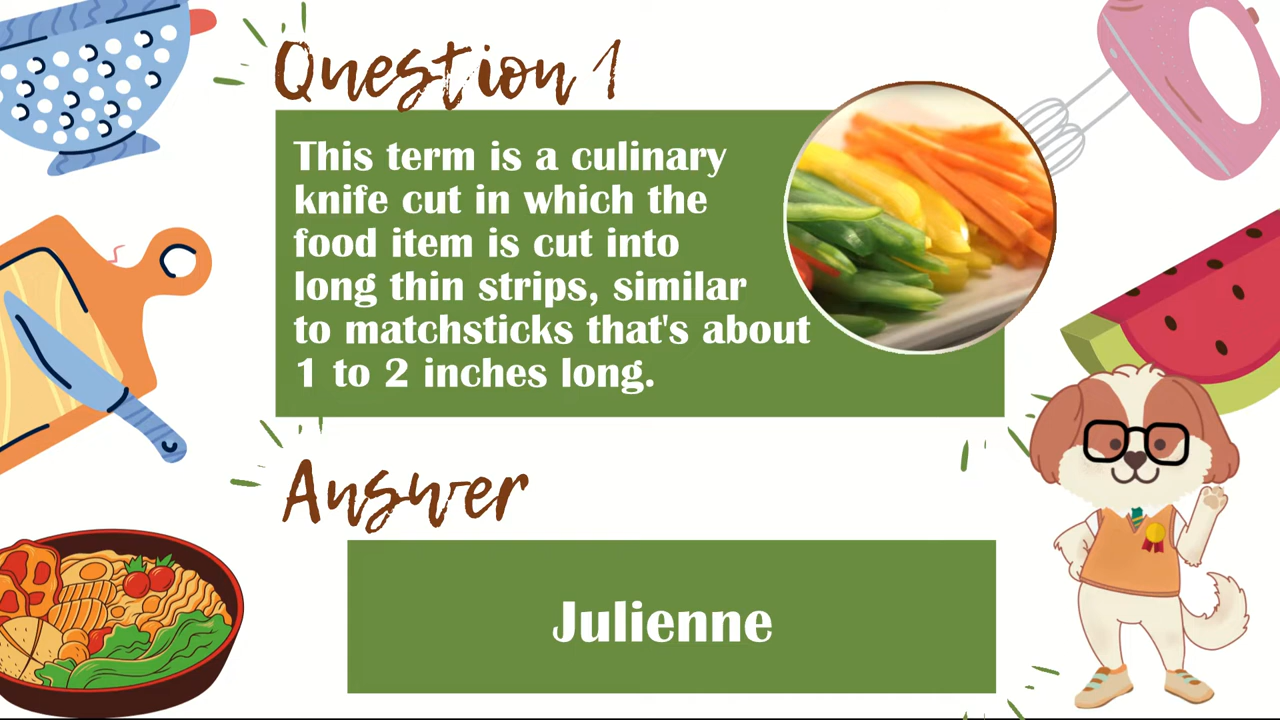 Question 1
This term is a culinary
knife cut in which the
food item is cut into
long thin strips, similar
to matchsticks that's about
1 to 2 inches long.
Answer
Julienne